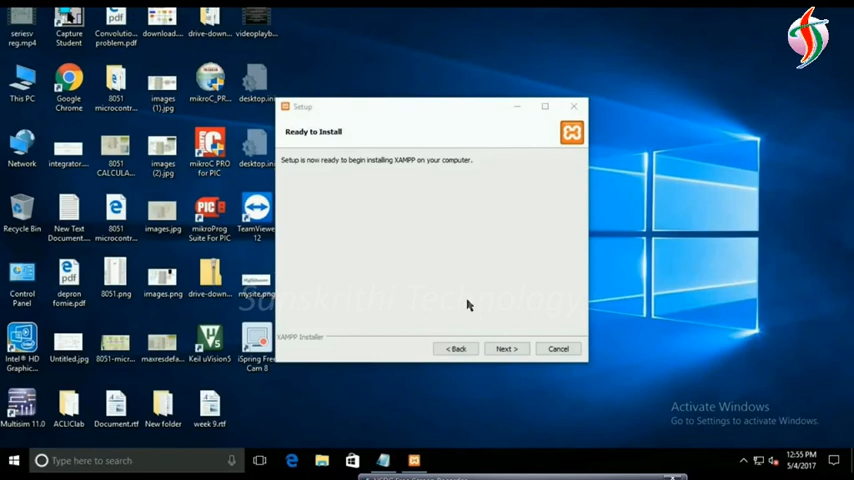 seriesv
reg.mp4
Capture
Student
Convolutio...
problem.pdf
download....
drive-down...
videoplayb...
This PC
Google
Chrome
8051
microcont...
images
(1).jpg
mikroC_PR...
desktop.ini
Network
integrator....
8051
CALCULA...
images
(2).jpg
mikroC PRO
for PIC
desktop.ini
Recycle Bin
New Text
Document...
8051
microcont...
images.jpg
mikroProg
Suite For PIC
TeamViewer
12
Control
Panel
depron
fomie.pdf
8051.png
images.png
drive-down...
mysite.png
Intel® HD
Graphic...
Untitled.jpg
8051-micr...
maxresdefa...
Keil uVision5
iSpring Free
Cam 8
Multisim 11.0
ACLIClab
Document.rtf
New folder
week 9.rtf
Setup
Ready to Install
Setup is now ready to begin installing XAMPP on your computer.
Sanskrithi Technology
XAMPP Installer
< Back
Next >
Cancel
Activate Windows
Go to Settings to activate Windows.
Type here to search
12:55 PM
5/4/2017